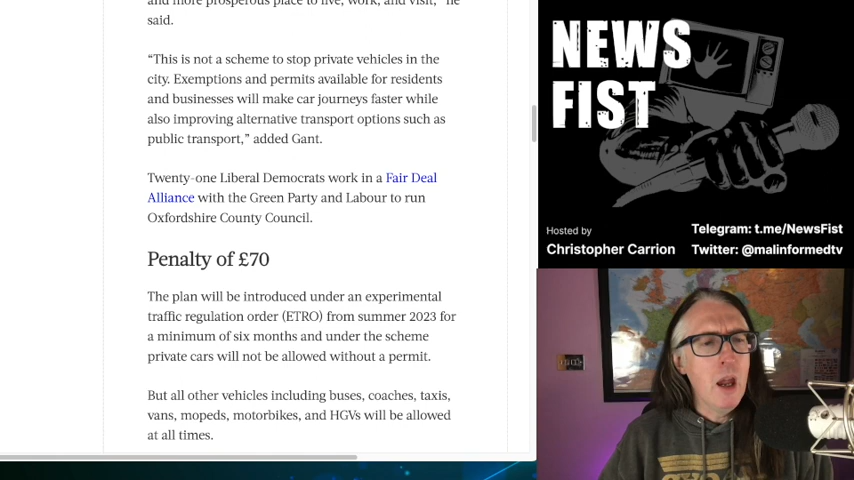 and more prosperous place to live, work, and visit," he
said.
“This is not a scheme to stop private vehicles in the
city. Exemptions and permits available for residents
and businesses will make car journeys faster while
also improving alternative transport options such as
public transport,” added Gant.
Twenty-one Liberal Democrats work in a Fair Deal
Alliance with the Green Party and Labour to run
Oxfordshire County Council.
Penalty of £70
The plan will be introduced under an experimental
traffic regulation order (ETRO) from summer 2023 for
a minimum of six months and under the scheme
private cars will not be allowed without a permit.
But all other vehicles including buses, coaches, taxis,
vans, mopeds, motorbikes, and HGVs will be allowed
at all times.
NEWS
FIST
Hosted by
Christopher Carrion
Telegram: t.me/NewsFist
Twitter: @malinformedtv